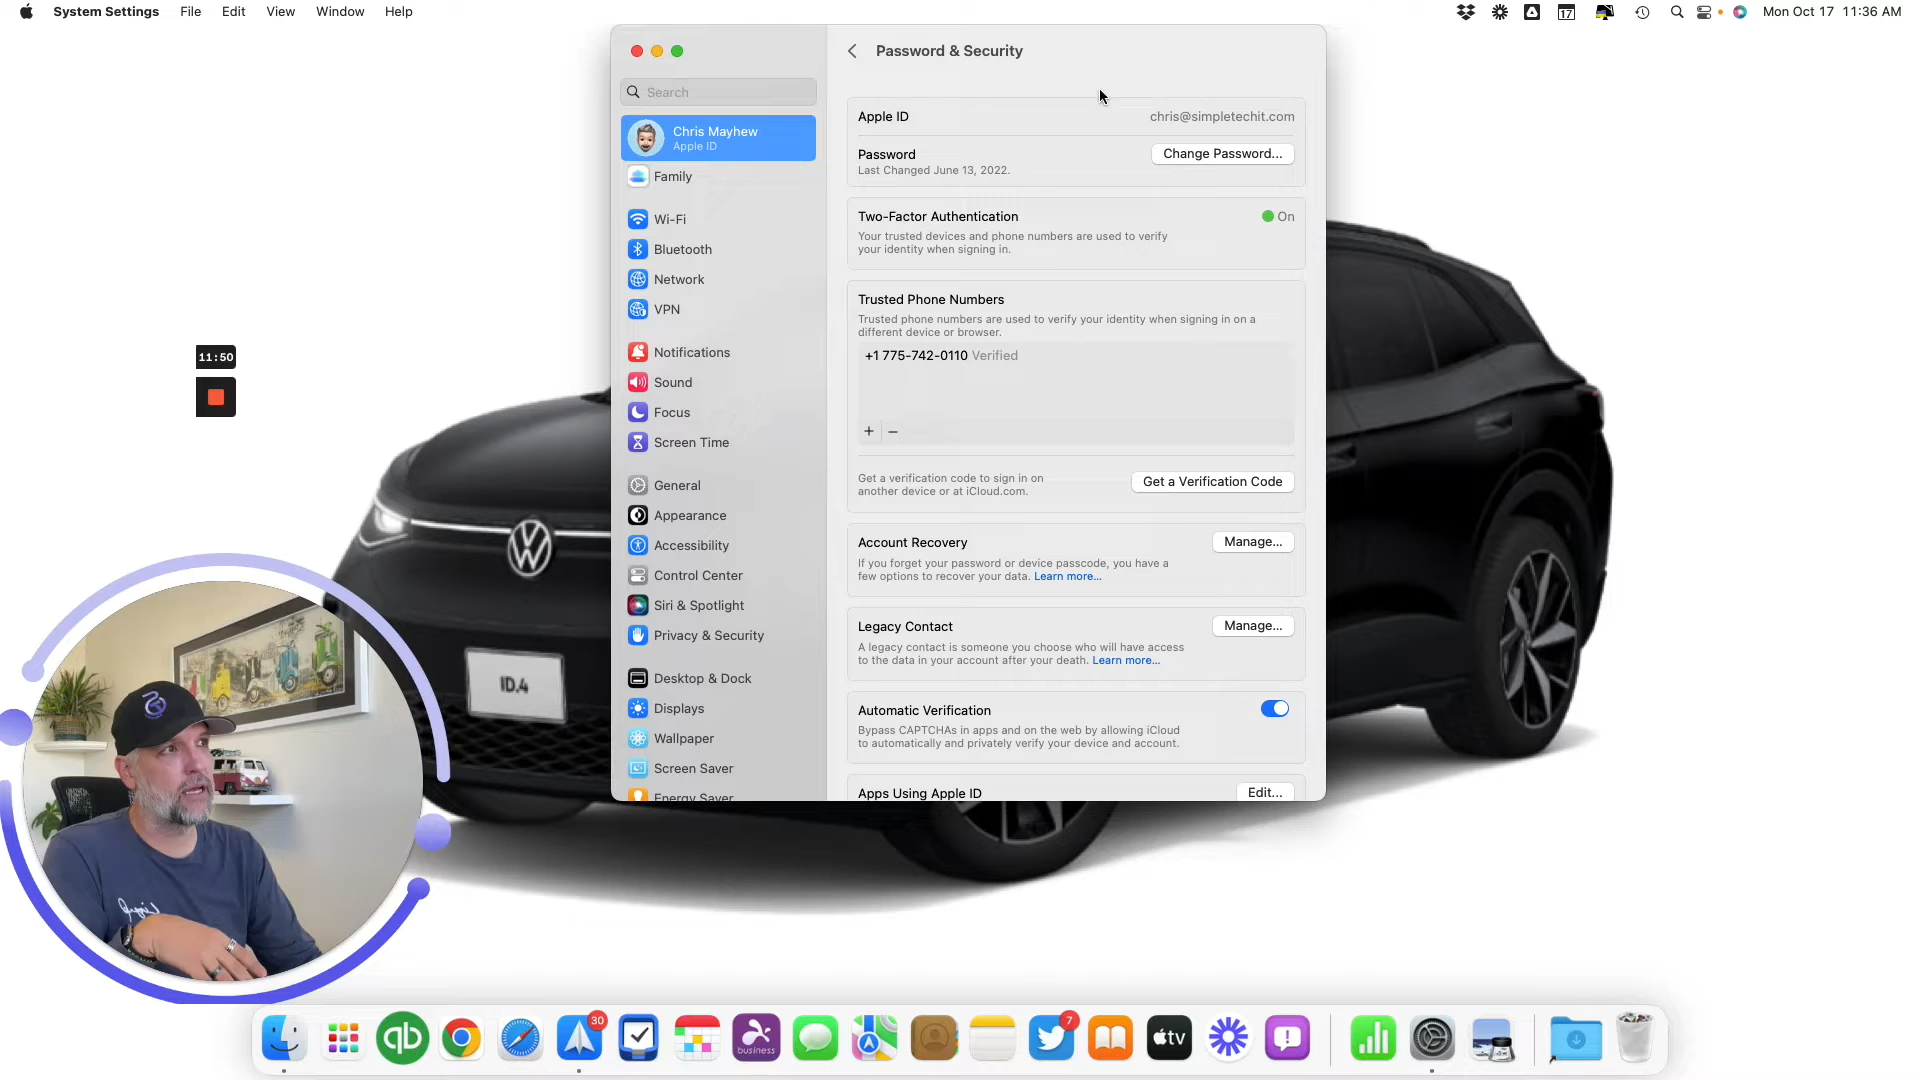 System Settings File Edit View Window Help
17 Mon Oct 17 11:36 AM
Password & Security
Search
Chris Mayhew
Apple ID
Family
Wi-Fi
Bluetooth
Network
VPN
Notifications
Sound
Focus
Screen Time
General
Appearance
Accessibility
Control Center
Siri & Spotlight
Privacy & Security
Desktop & Dock
Displays
Wallpaper
Screen Saver
Energy Saver
Apple ID chris@simpletechit.com
Password Change Password...
Last Changed June 13, 2022.
Two-Factor Authentication On
Your trusted devices and phone numbers are used to verify
your identity when signing in.
Trusted Phone Numbers
Trusted phone numbers are used to verify your identity when signing in on a
different device or browser.
+1 775-742-0110 Verified
+ −
Get a verification code to sign in on
another device or at iCloud.com.
Get a Verification Code
Account Recovery Manage...
If you forget your password or device passcode, you have a
few options to recover your data. Learn more...
Legacy Contact Manage...
A legacy contact is someone you choose who will have access
to the data in your account after your death. Learn more...
Automatic Verification
Bypass CAPTCHAs in apps and on the web by allowing iCloud
to automatically and privately verify your device and account.
Apps Using Apple ID Edit...
11:50
ID.4
qb
30
business
7
tv